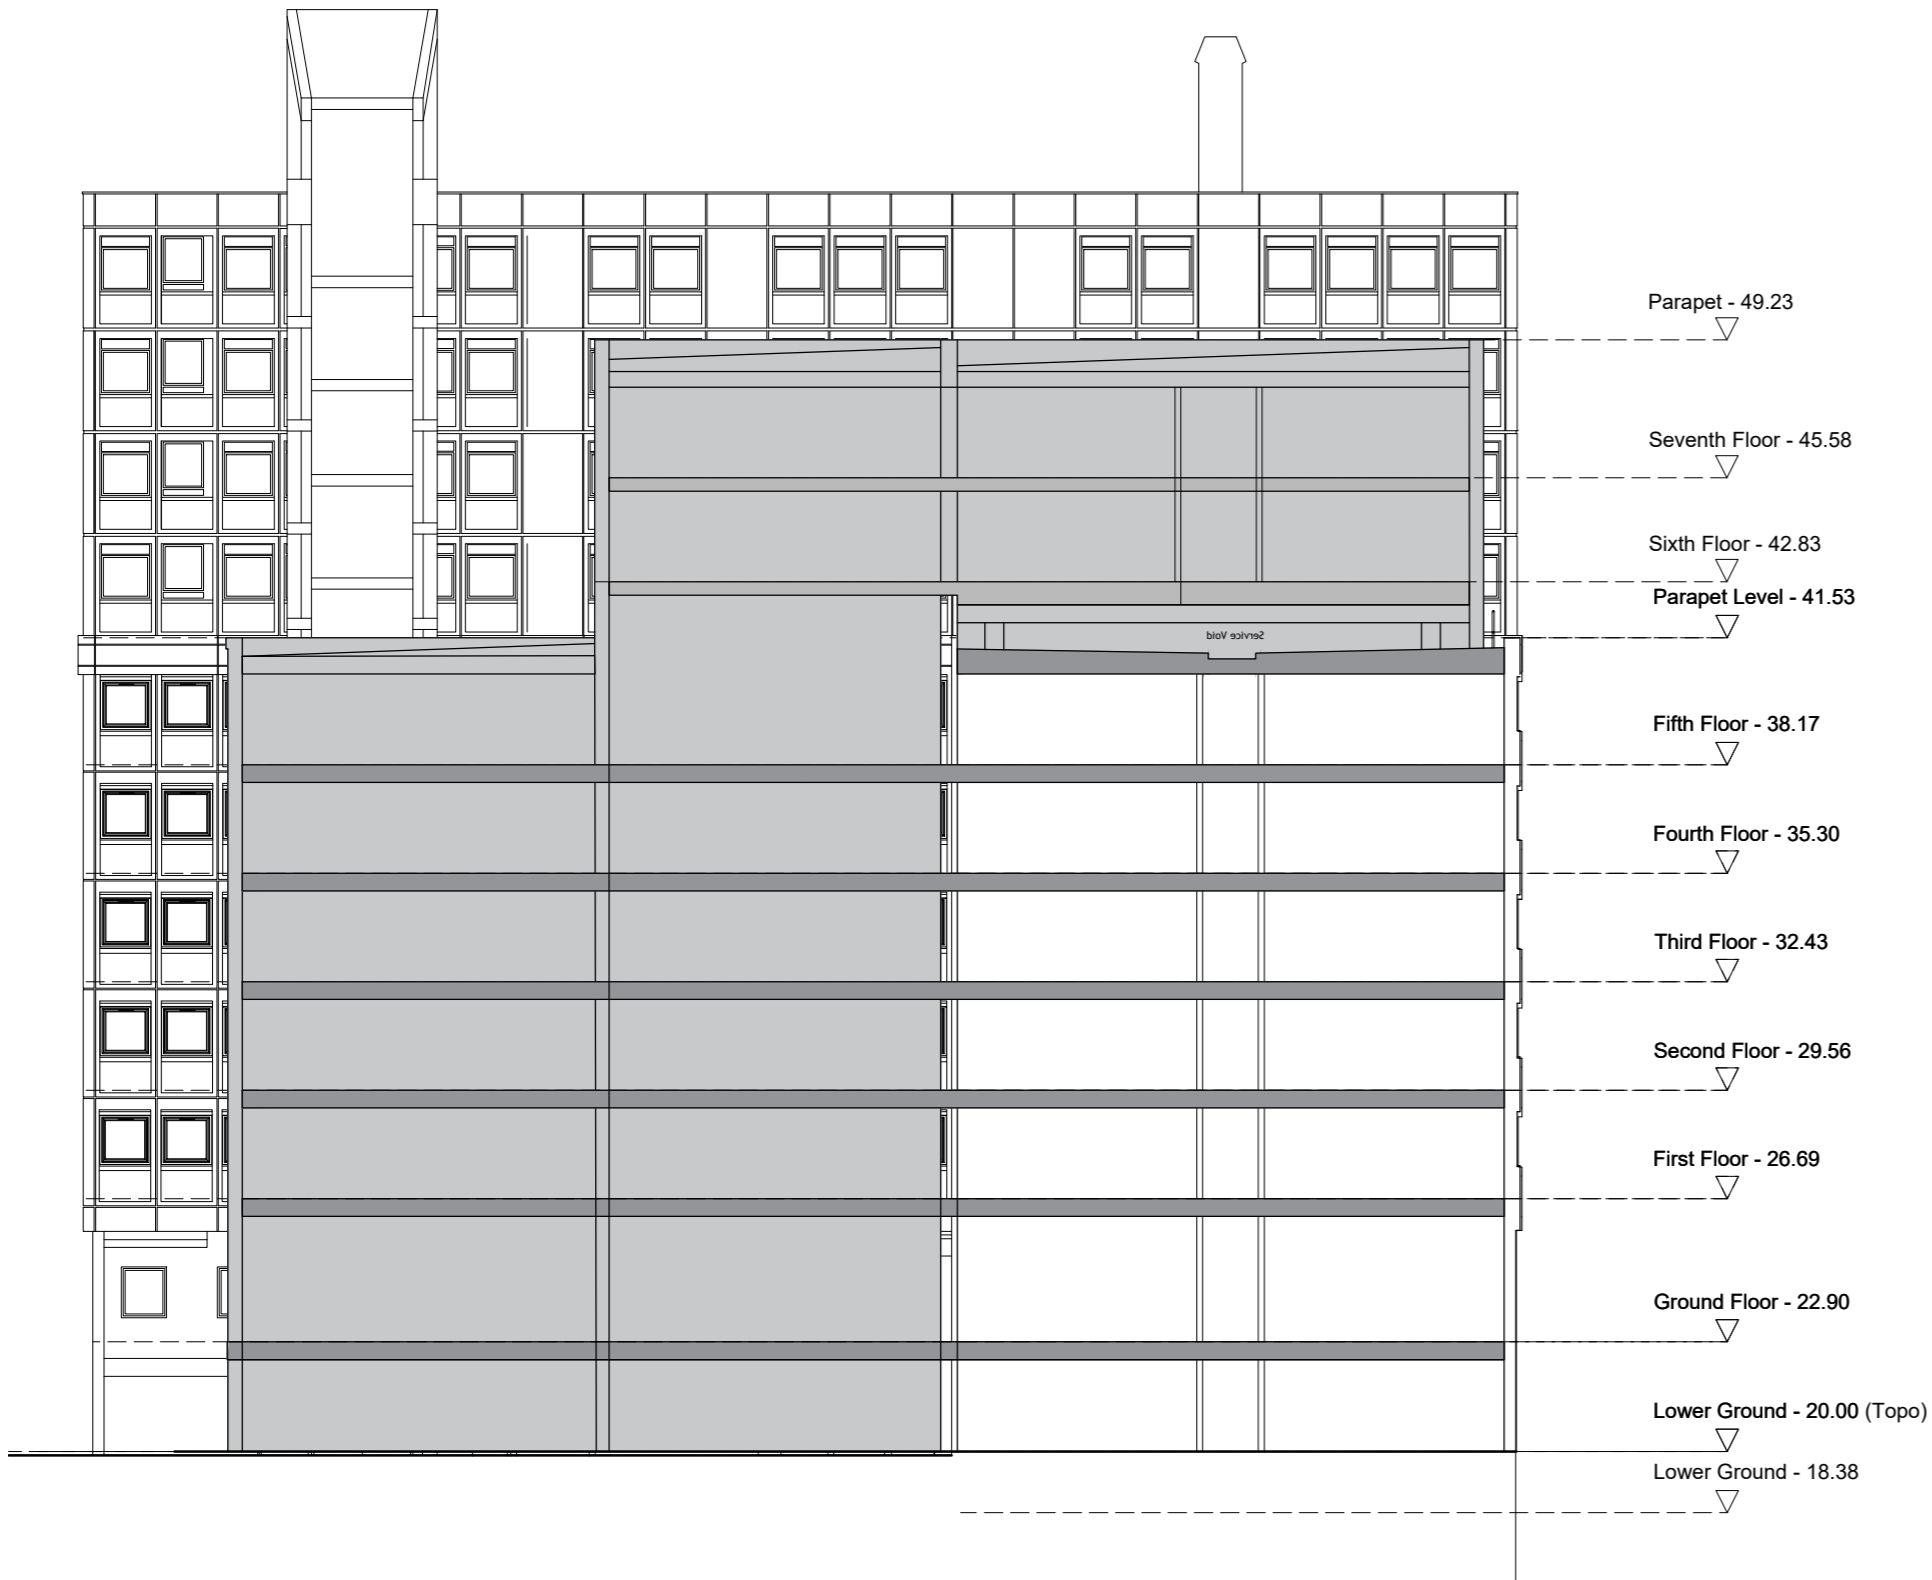 Parapet - 49.23
Seventh Floor - 45.58
Sixth Floor - 42.83
Parapet Level - 41.53
Service Void
Fifth Floor - 38.17
Fourth Floor - 35.30
Third Floor - 32.43
Second Floor - 29.56
First Floor - 26.69
Ground Floor - 22.90
Lower Ground - 20.00 (Topo)
Lower Ground - 18.38